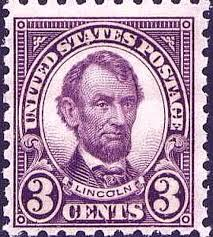 UNITED STATES POSTAGE
LINCOLN
3 CENTS 3